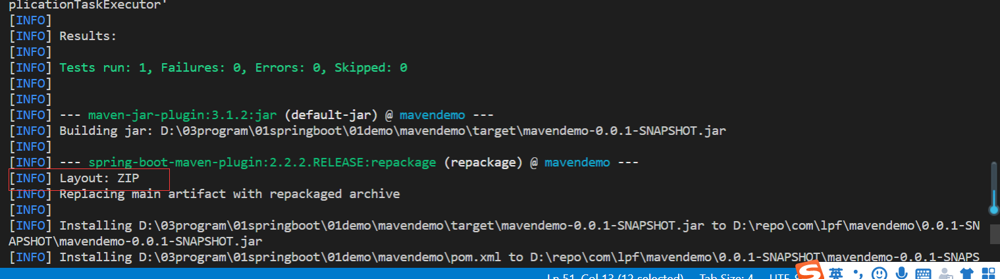 plicationTaskExecutor'
[INFO]
[INFO] Results:
[INFO]
[INFO] Tests run: 1, Failures: 0, Errors: 0, Skipped: 0
[INFO]
[INFO]
[INFO] --- maven-jar-plugin:3.1.2:jar (default-jar) @ mavendemo ---
[INFO] Building jar: D:\03program\01springboot\01demo\mavendemo\target\mavendemo-0.0.1-SNAPSHOT.jar
[INFO]
[INFO] --- spring-boot-maven-plugin:2.2.2.RELEASE:repackage (repackage) @ mavendemo ---
[INFO] Layout: ZIP
[INFO] Replacing main artifact with repackaged archive
[INFO]
[INFO] Installing D:\03program\01springboot\01demo\mavendemo\target\mavendemo-0.0.1-SNAPSHOT.jar to D:\repo\com\lpf\mavendemo\0.0.1-SN
APSHOT\mavendemo-0.0.1-SNAPSHOT.jar
[INFO] Installing D:\03program\01springboot\01demo\mavendemo\pom.xml to D:\repo\com\lpf\mavendemo\0.0.1-SNAPSHOT\mavendemo-0.0.1-SNAPS
Ln 51, Col 13 (12 selected) Tab Size: 4 英